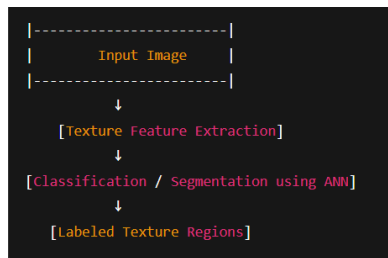 |-----------------------|
|       Input Image     |
|-----------------------|
↓
[Texture Feature Extraction]
↓
[Classification / Segmentation using ANN]
↓
[Labeled Texture Regions]